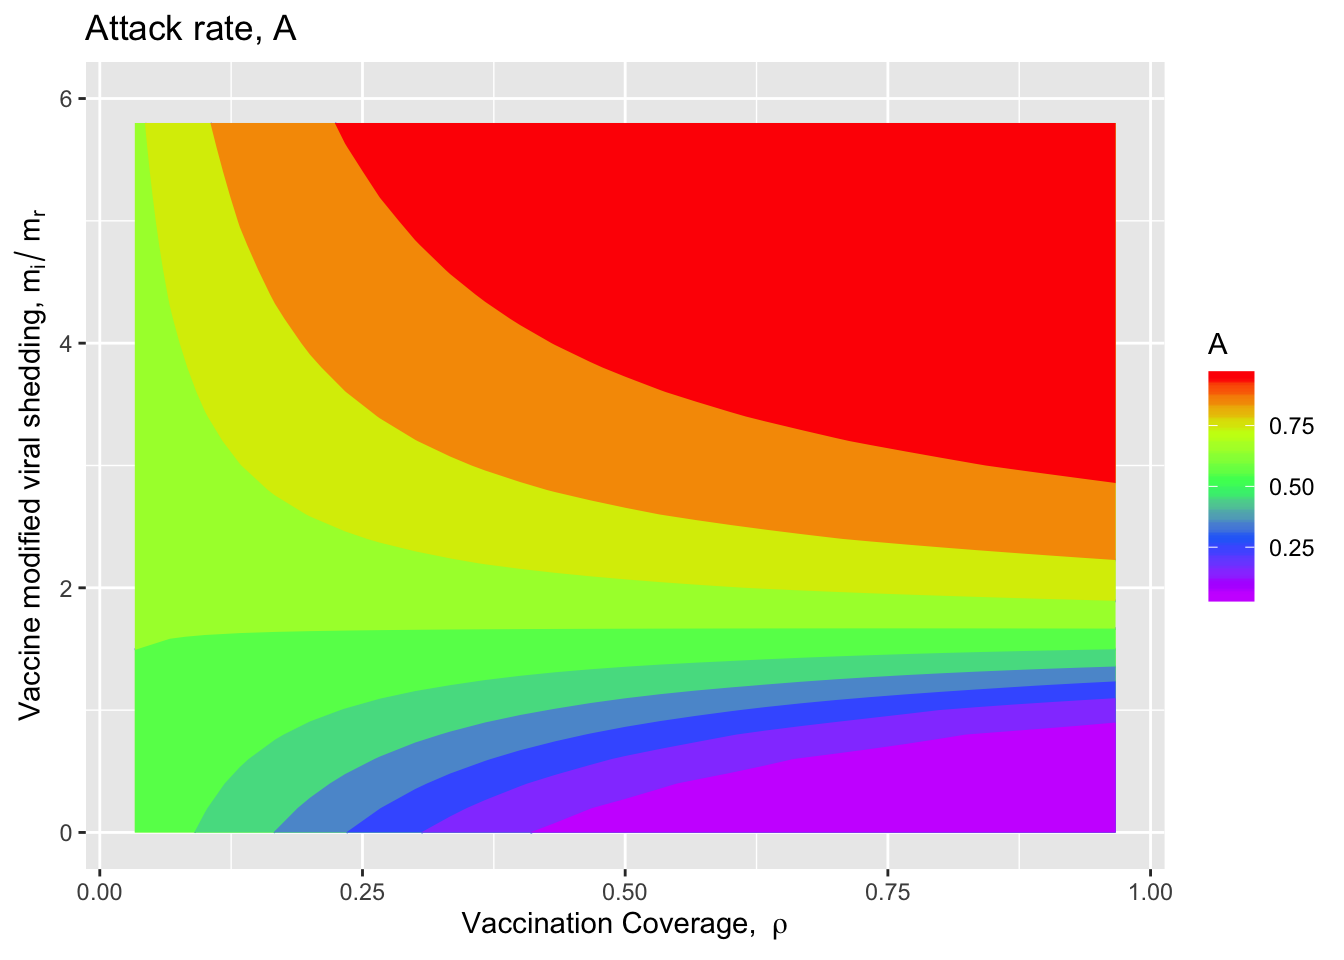 Attack rate, A
6
4
2
0
Vaccine modified viral shedding, mi/ mr
0.00 0.25 0.50 0.75 1.00
Vaccination Coverage, ρ
A
0.75
0.50
0.25